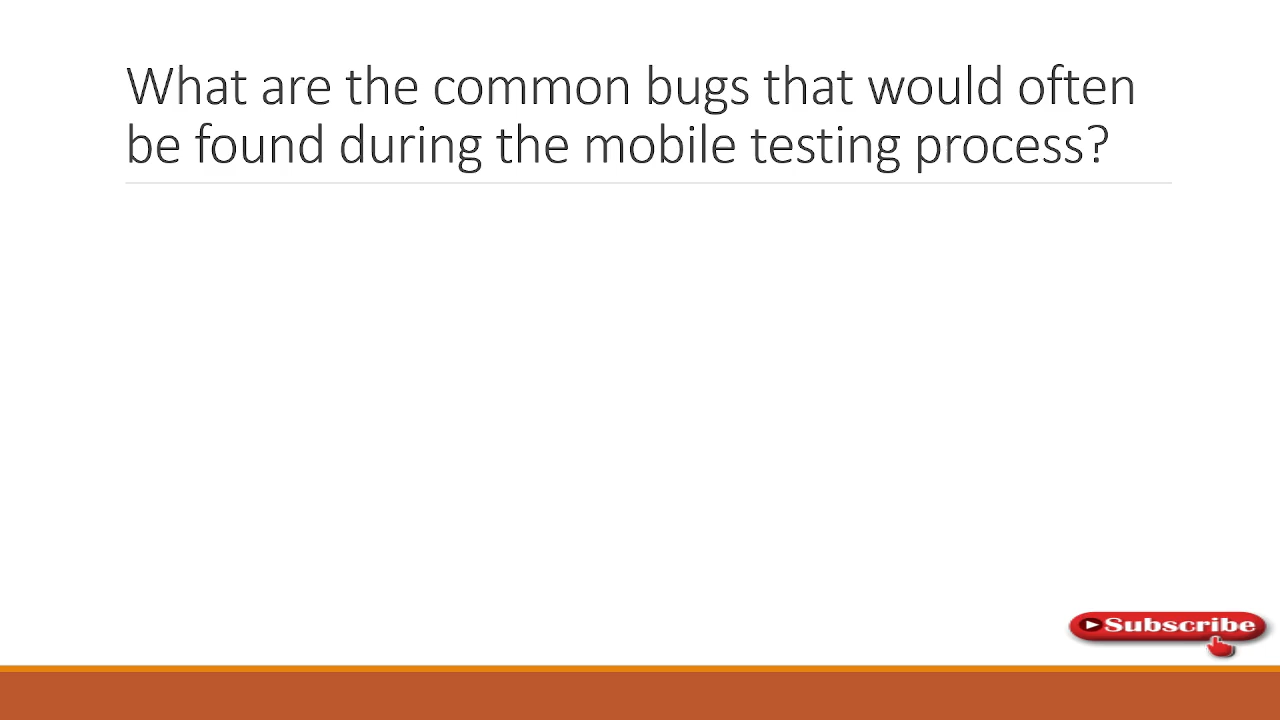 What are the common bugs that would often
be found during the mobile testing process?
Subscribe